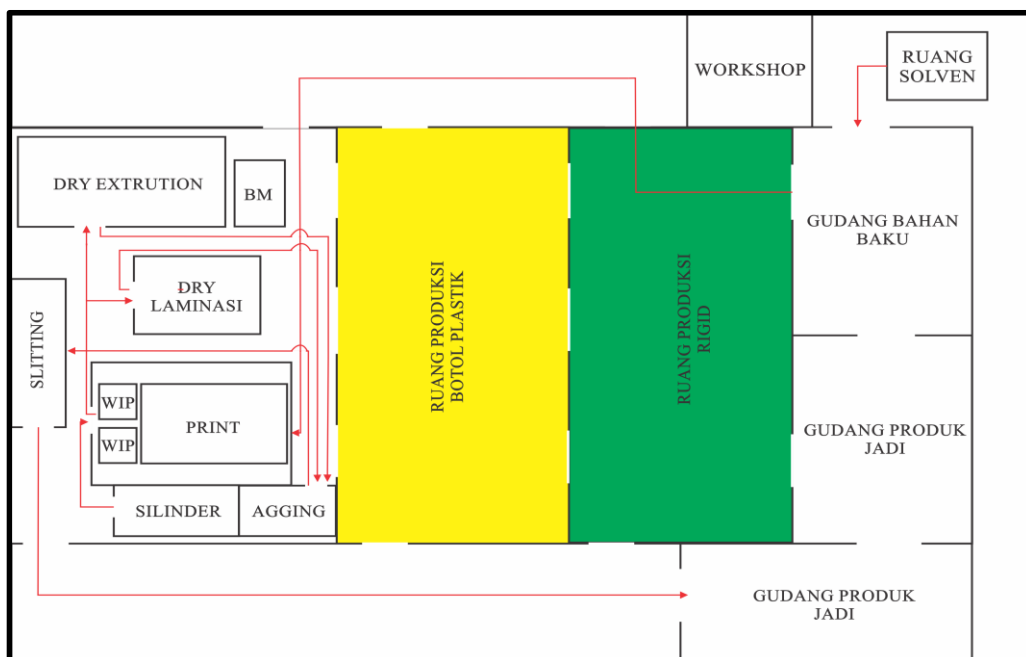 WORKSHOP
RUANG
SOLVEN
DRY EXTRUTION
BM
GUDANG BAHAN
BAKU
DRY
LAMINASI
SLITTING
RUANG PRODUKSI
BOTOL PLASTIK
RUANG PRODUKSI
RIGID
WIP
PRINT
WIP
GUDANG PRODUK
JADI
SILINDER
AGGING
GUDANG PRODUK
JADI